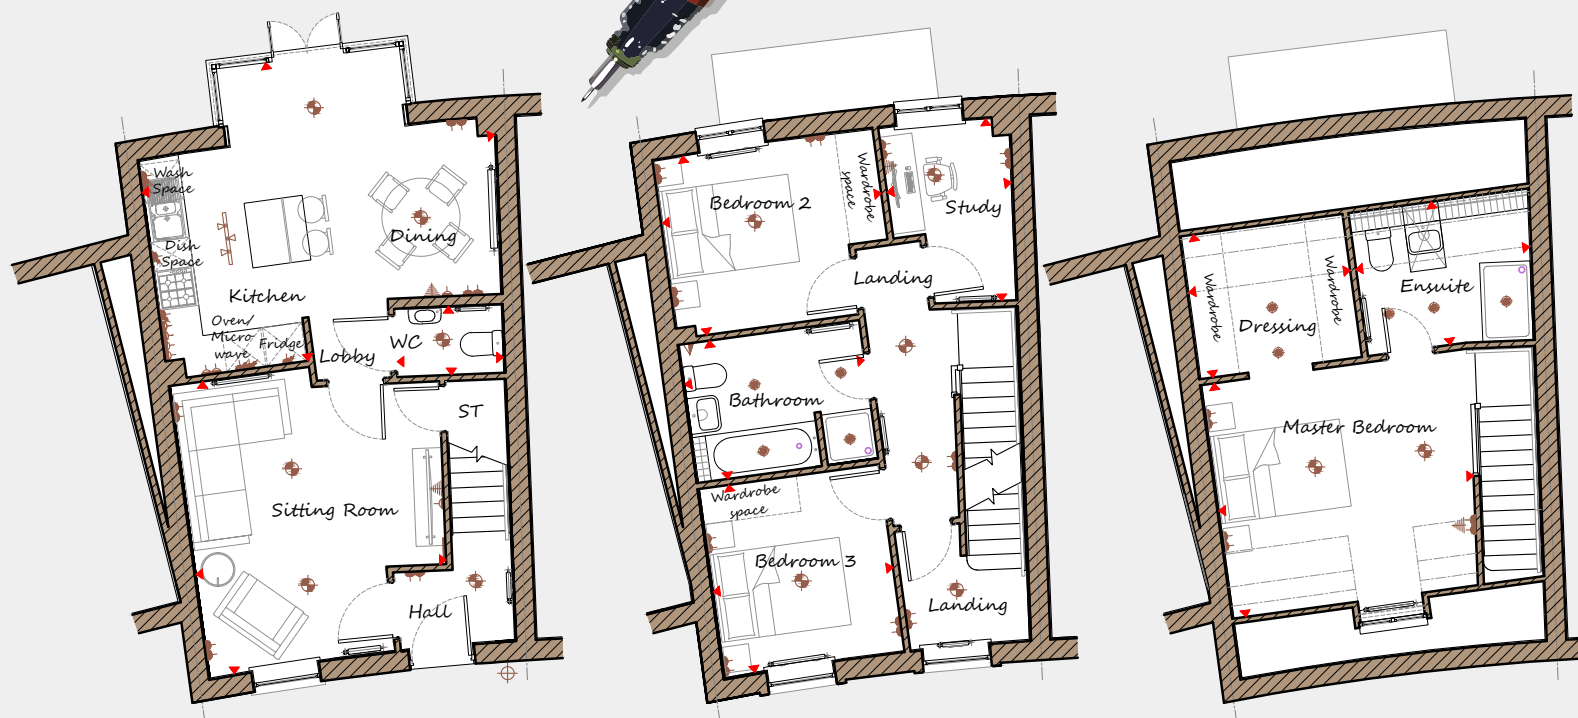 Wash
Space
Dining
Dish
Space
Kitchen
Oven/
Micro
wave
Fridge
Lobby
WC
ST
Sitting Room
Hall
Bedroom 2
Wardrobe
space
Study
Landing
Bathroom
Wardrobe
space
Bedroom 3
Landing
Wardrobe
Wardrobe
Dressing
Ensuite
Master Bedroom